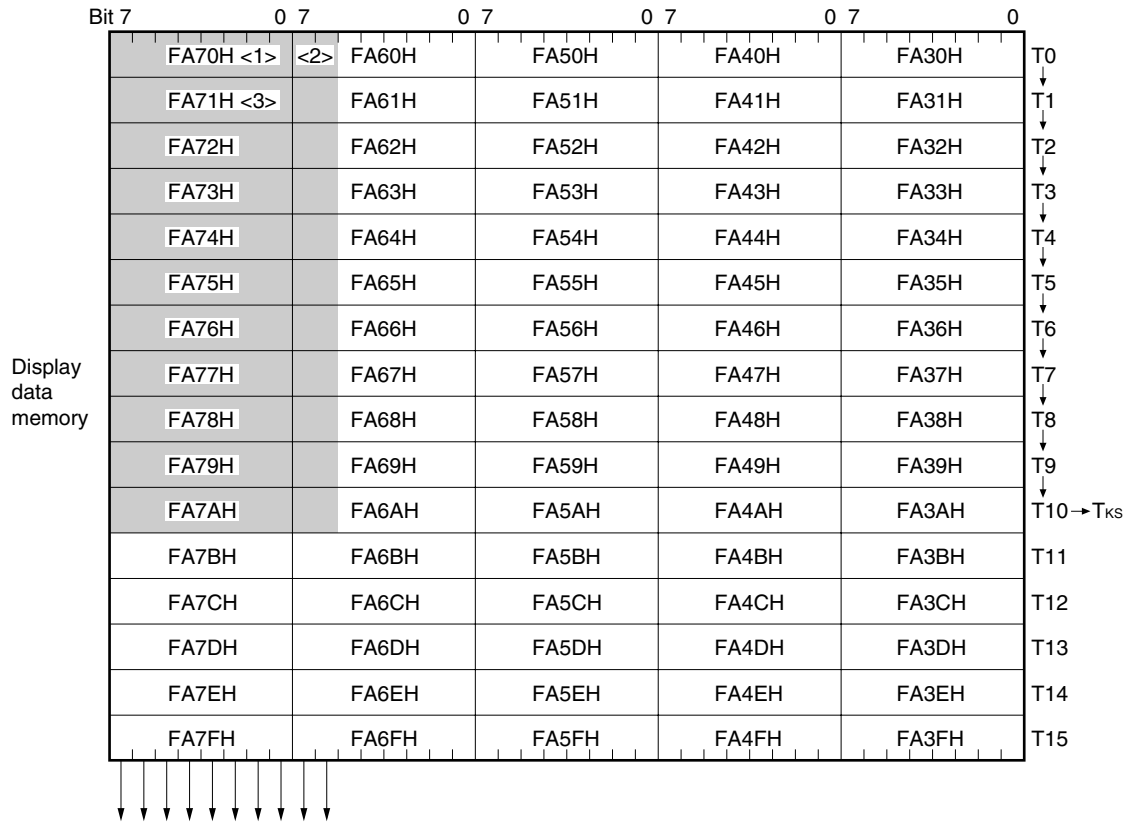 Bit 7 0 7 0 7 0 7 0 7 0
FA70H <1> <2> FA60H FA50H FA40H FA30H T0
FA71H <3> FA61H FA51H FA41H FA31H T1
FA72H FA62H FA52H FA42H FA32H T2
FA73H FA63H FA53H FA43H FA33H T3
FA74H FA64H FA54H FA44H FA34H T4
FA75H FA65H FA55H FA45H FA35H T5
FA76H FA66H FA56H FA46H FA36H T6
Display
data
memory
FA77H FA67H FA57H FA47H FA37H T7
FA78H FA68H FA58H FA48H FA38H T8
FA79H FA69H FA59H FA49H FA39H T9
FA7AH FA6AH FA5AH FA4AH FA3AH T10 → TKS
FA7BH FA6BH FA5BH FA4BH FA3BH T11
FA7CH FA6CH FA5CH FA4CH FA3CH T12
FA7DH FA6DH FA5DH FA4DH FA3DH T13
FA7EH FA6EH FA5EH FA4EH FA3EH T14
FA7FH FA6FH FA5FH FA4FH FA3FH T15